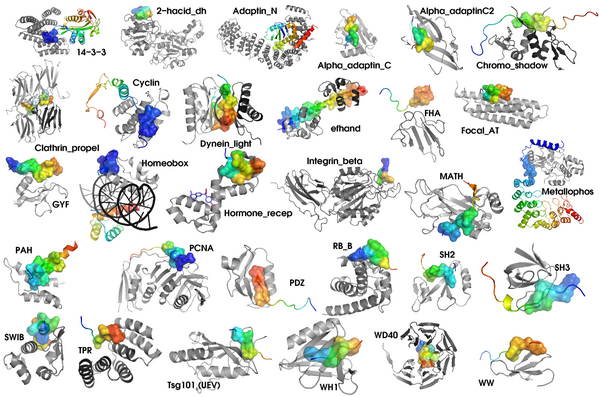 14-3-3
2-hacid_dh
Adaptin_N
Alpha_adaptin_C
Alpha_adaptinC2
Chromo_shadow
Clathrin_propel
Cyclin
Dynein_light
efhand
FHA
Focal_AT
GYF
Homeobox
Hormone_recep
Integrin_beta
MATH
Metallophos
PAH
PCNA
PDZ
RB_B
SH2
SH3
SWIB
TPR
Tsg101 (UEV)
WH1
WD40
WW